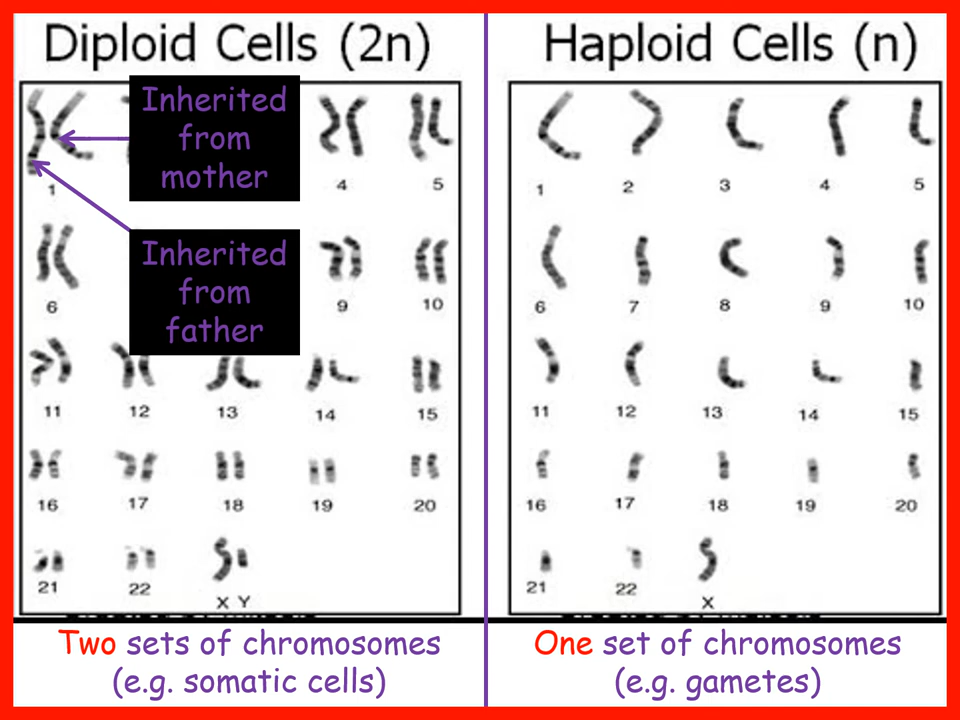 Diploid Cells (2n)
Inherited
from
mother
Inherited
from
father
1
4
5
6
9
10
11
12
13
14
15
16
17
18
19
20
21
22
X Y
Two sets of chromosomes
(e.g. somatic cells)
Haploid Cells (n)
1
2
3
4
5
6
7
8
9
10
11
12
13
14
15
16
17
18
19
20
21
22
X
One set of chromosomes
(e.g. gametes)